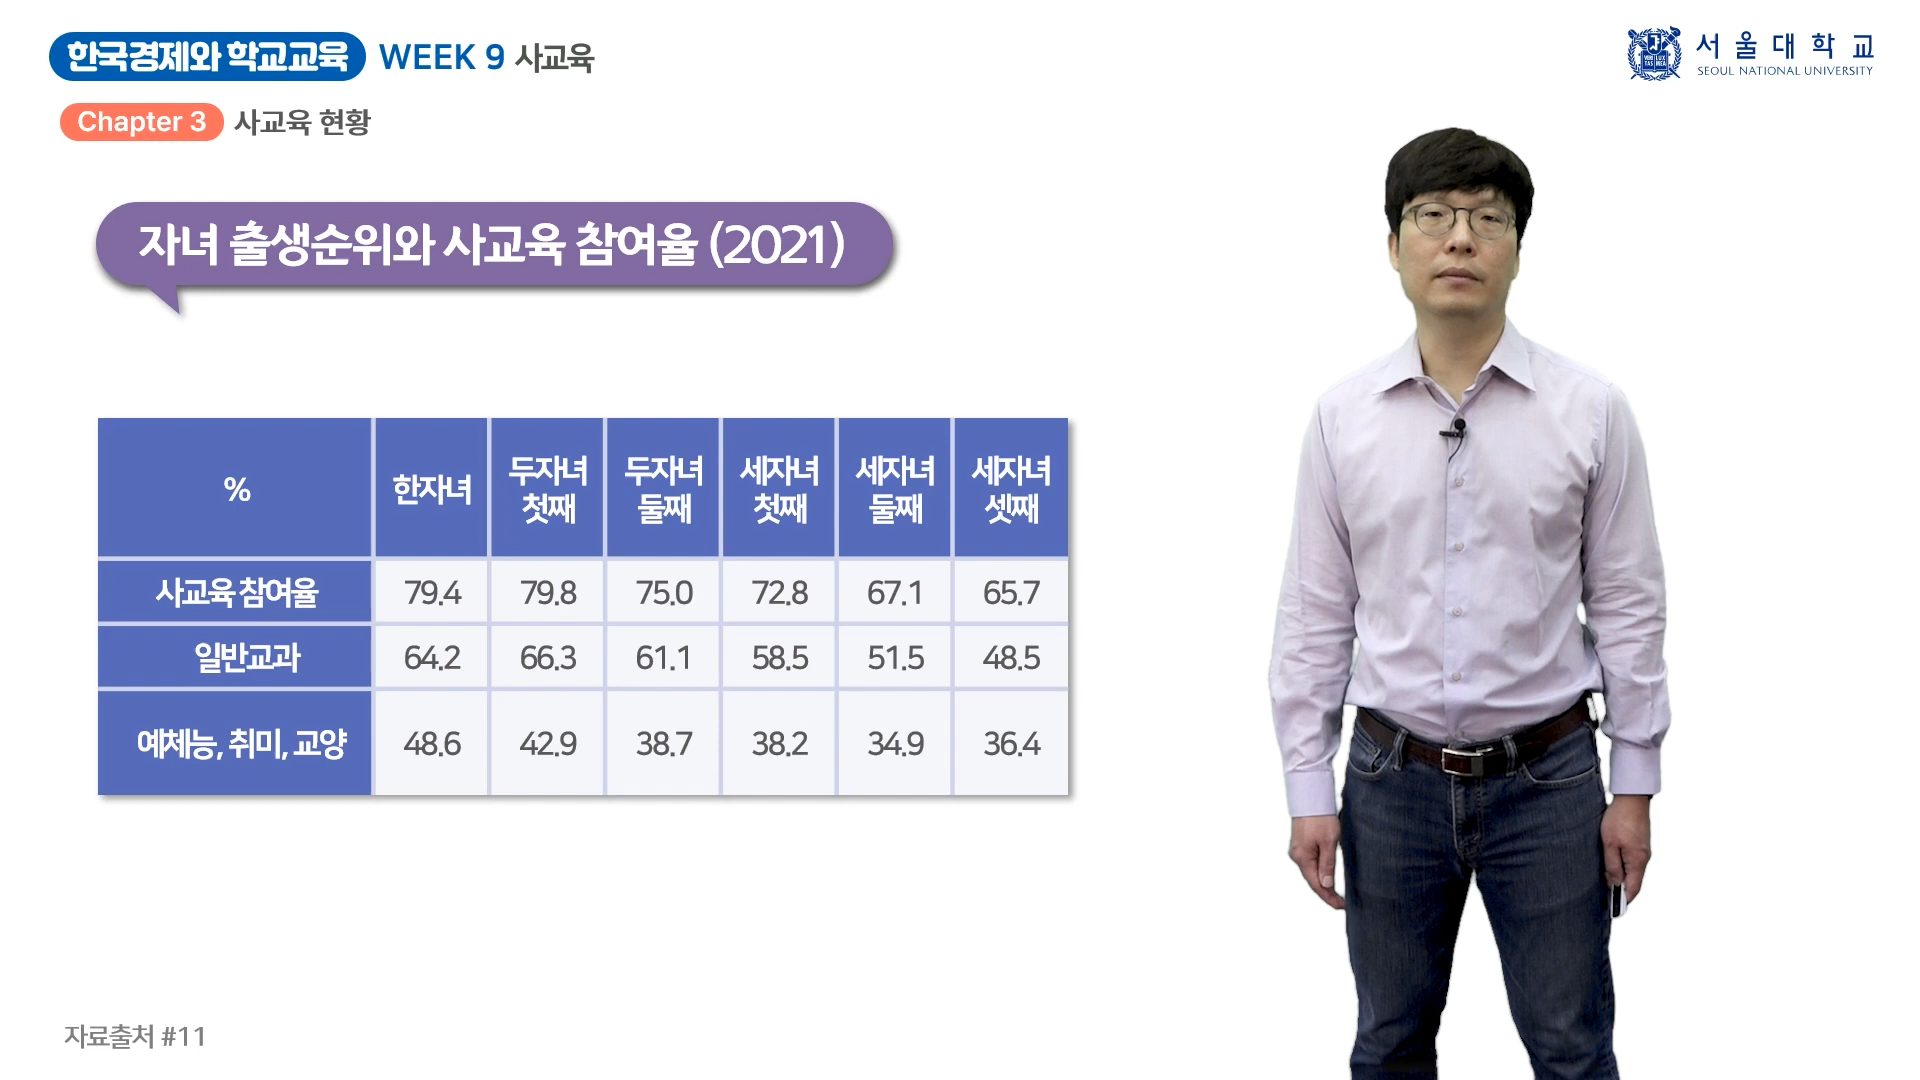 한국경제와 학교교육 WEEK 9 사교육
서울대학교
SEOUL NATIONAL UNIVERSITY
Chapter 3 사교육 현황
자녀 출생순위와 사교육 참여율 (2021)
% 한자녀 두자녀 첫째 두자녀 둘째 세자녀 첫째 세자녀 둘째 세자녀 셋째
사교육 참여율 79.4 79.8 75.0 72.8 67.1 65.7
일반교과 64.2 66.3 61.1 58.5 51.5 48.5
예체능, 취미, 교양 48.6 42.9 38.7 38.2 34.9 36.4
자료출처 #11